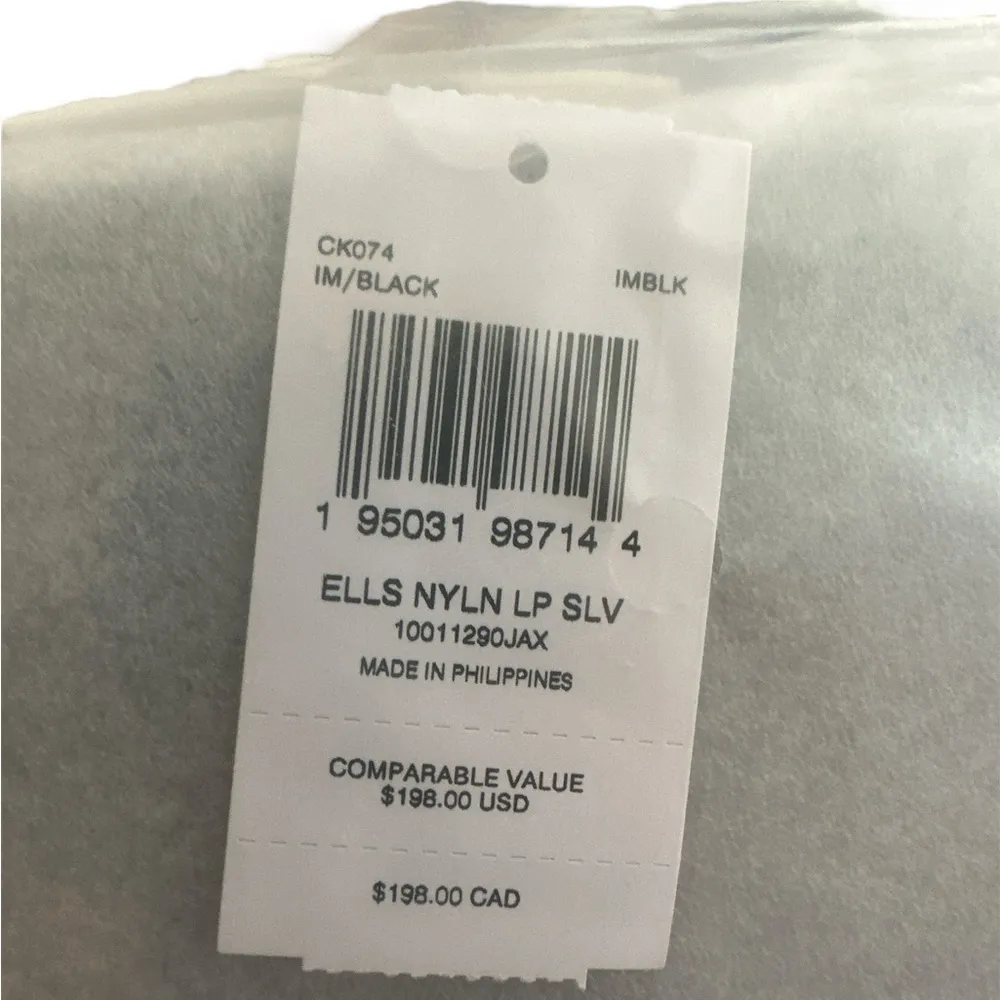 CK074
IM/BLACK IMBLK
1 95031 98714 4
ELLS NYLN LP SLV
10011290JAX
MADE IN PHILIPPINES
COMPARABLE VALUE
$198.00 USD
$198.00 CAD